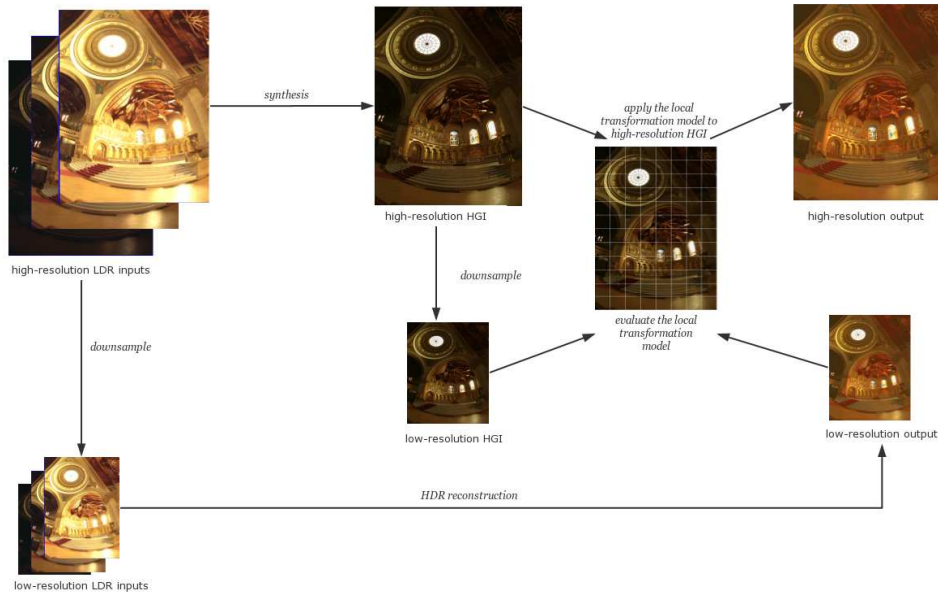 synthesis
apply the local
transformation model to
high-resolution HGI
high-resolution HGI
high-resolution output
high-resolution LDR inputs
downsample
evaluate the local
transformation
model
downsample
low-resolution HGI
low-resolution output
HDR reconstruction
low-resolution LDR inputs